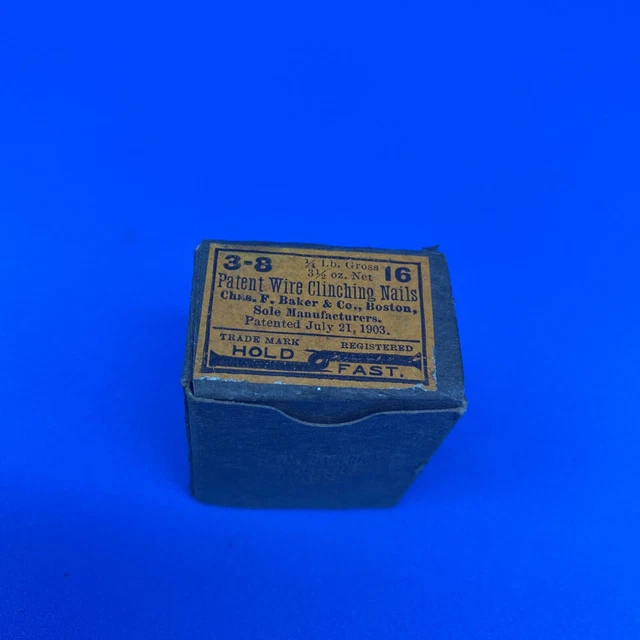 3-8 ¼ Lb. Gross 16
3½ oz. Net
Patent Wire Clinching Nails
Chas. F. Baker & Co., Boston,
Sole Manufacturers.
Patented July 21, 1903.
TRADE MARK REGISTERED
HOLD FAST.